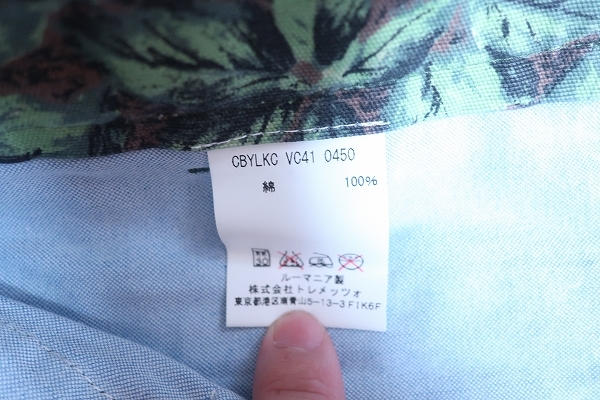 CBYLKC VC41 0450
綿 100%
ルーマニア製
株式会社トレメッツォ
東京都港区南青山5-13-3 FIK6F